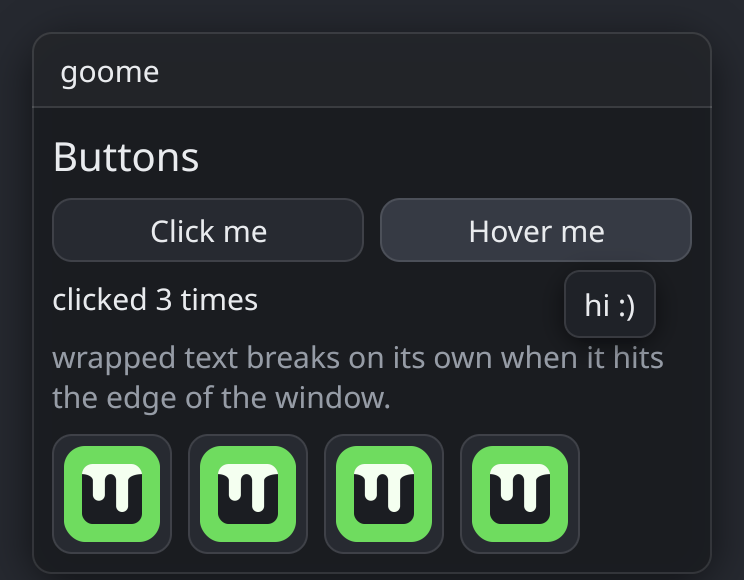 goome
Buttons
Click me
Hover me
clicked 3 times
hi :)
wrapped text breaks on its own when it hits
the edge of the window.